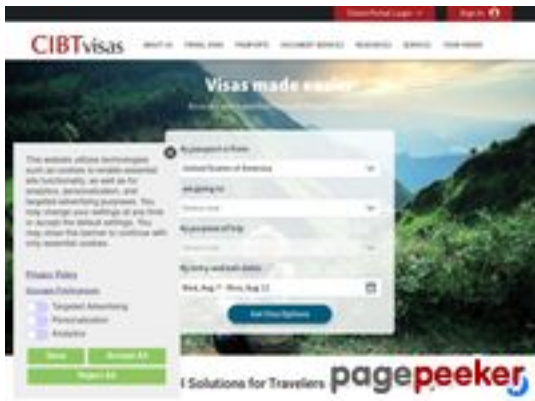 Client Portal Login
Sign In
CIBTvisas
ABOUT US TRAVEL VISAS PASSPORTS DOCUMENT SERVICES RESOURCES SERVICES YOUR ORDER
Visas made easier
My passport is from:
United States of America
I am going to:
My purpose of trip
My entry and exit dates
Get Visa Options
This website utilizes technologies
such as cookies to enable essential
site functionality, as well as for
analytics, personalization, and
targeted advertising purposes. You
may change your settings at any time
or accept the default settings. You
may close this banner to continue with
only essential cookies.
Privacy Policy
Storage Preferences
Targeted Advertising
Personalization
Analytics
Save Accept All
Reject All
l Solutions for Travelers
pagepeeker